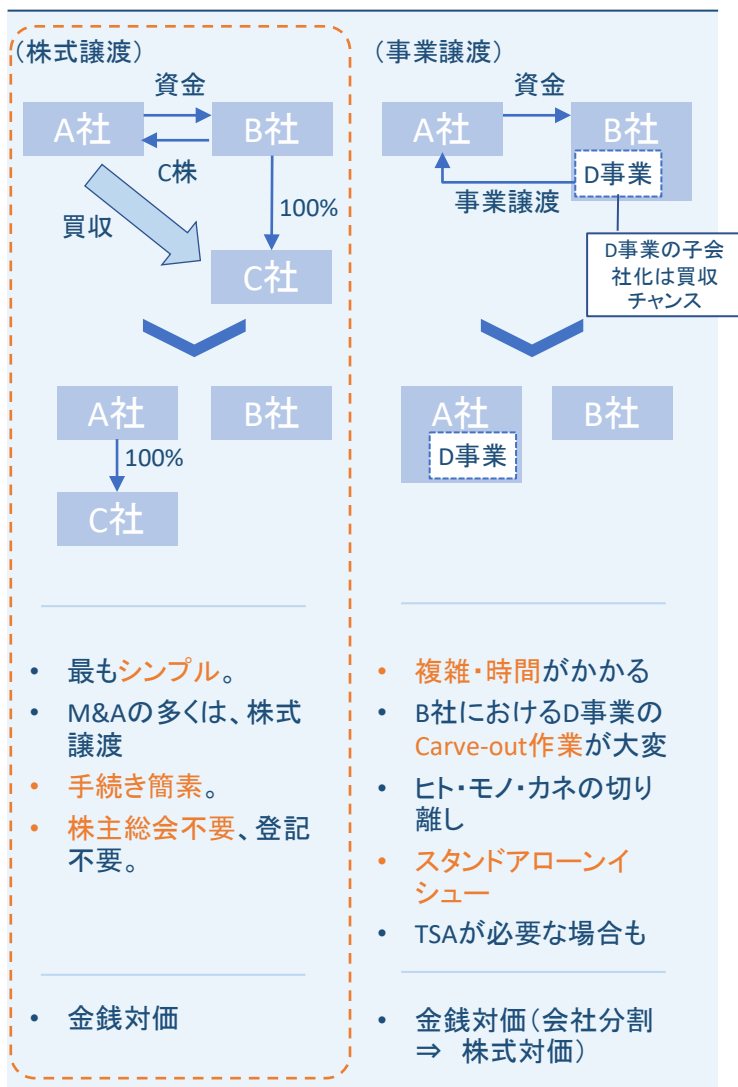 (株式譲渡)
資金
A社
B社
C株
100%
買収
C社
A社
B社
100%
C社
• 最もシンプル。
• M&Aの多くは、株式
譲渡
• 手続き簡素。
• 株主総会不要、登記
不要。
• 金銭対価
(事業譲渡)
資金
A社
B社
D事業
事業譲渡
D事業の子会
社化は買収
チャンス
A社
D事業
B社
• 複雑・時間がかかる
• B社におけるD事業の
Carve-out作業が大変
• ヒト・モノ・カネの切り
離し
• スタンドアローンイ
シュー
• TSAが必要な場合も
• 金銭対価(会社分割
⇒ 株式対価)